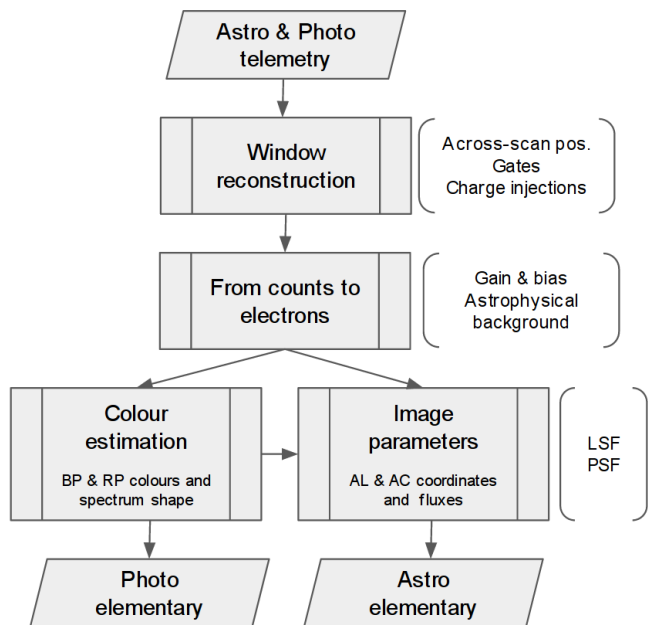 Astro & Photo
telemetry
Window
reconstruction
Across-scan pos.
Gates
Charge injections
From counts to
electrons
Gain & bias
Astrophysical
background
Colour
estimation
BP & RP colours and
spectrum shape
Image
parameters
AL & AC coordinates
and fluxes
LSF
PSF
Photo
elementary
Astro
elementary